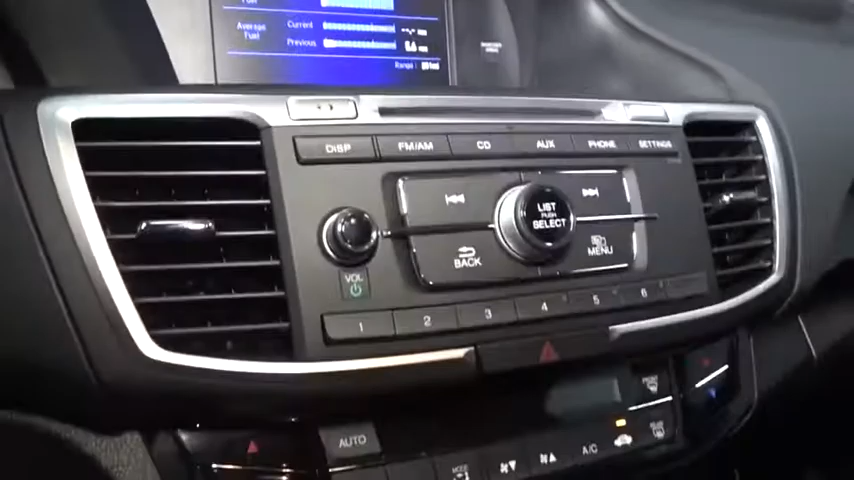 Average
Fuel
Current
Previous
Range:
DISP
FM/AM
CD
AUX
PHONE
SETTINGS
LIST
PUSH
SELECT
BACK
MENU
VOL
1
2
3
4
5
6
AUTO
MODE
A/C